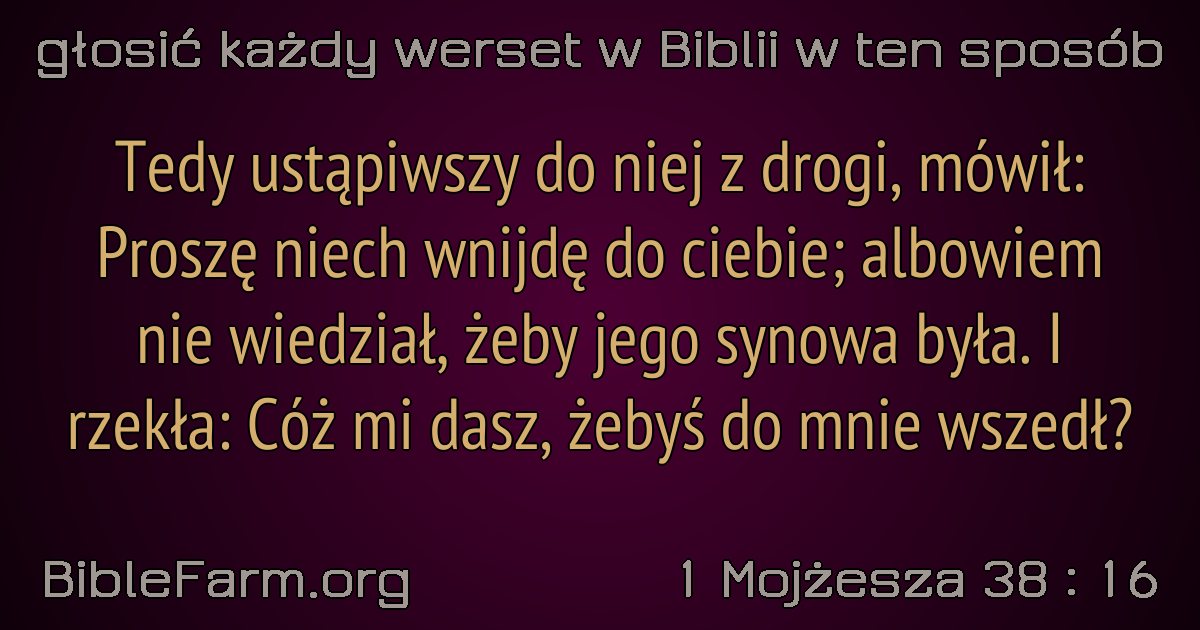 głosić każdy werset w Biblii w ten sposób
Tedy ustąpiwszy do niej z drogi, mówił:
Proszę niech wnijdę do ciebie; albowiem
nie wiedział, żeby jego synowa była. I
rzekła: Cóż mi dasz, żebyś do mnie wszedł?
BibleFarm.org
1 Mojżesza 38 : 16